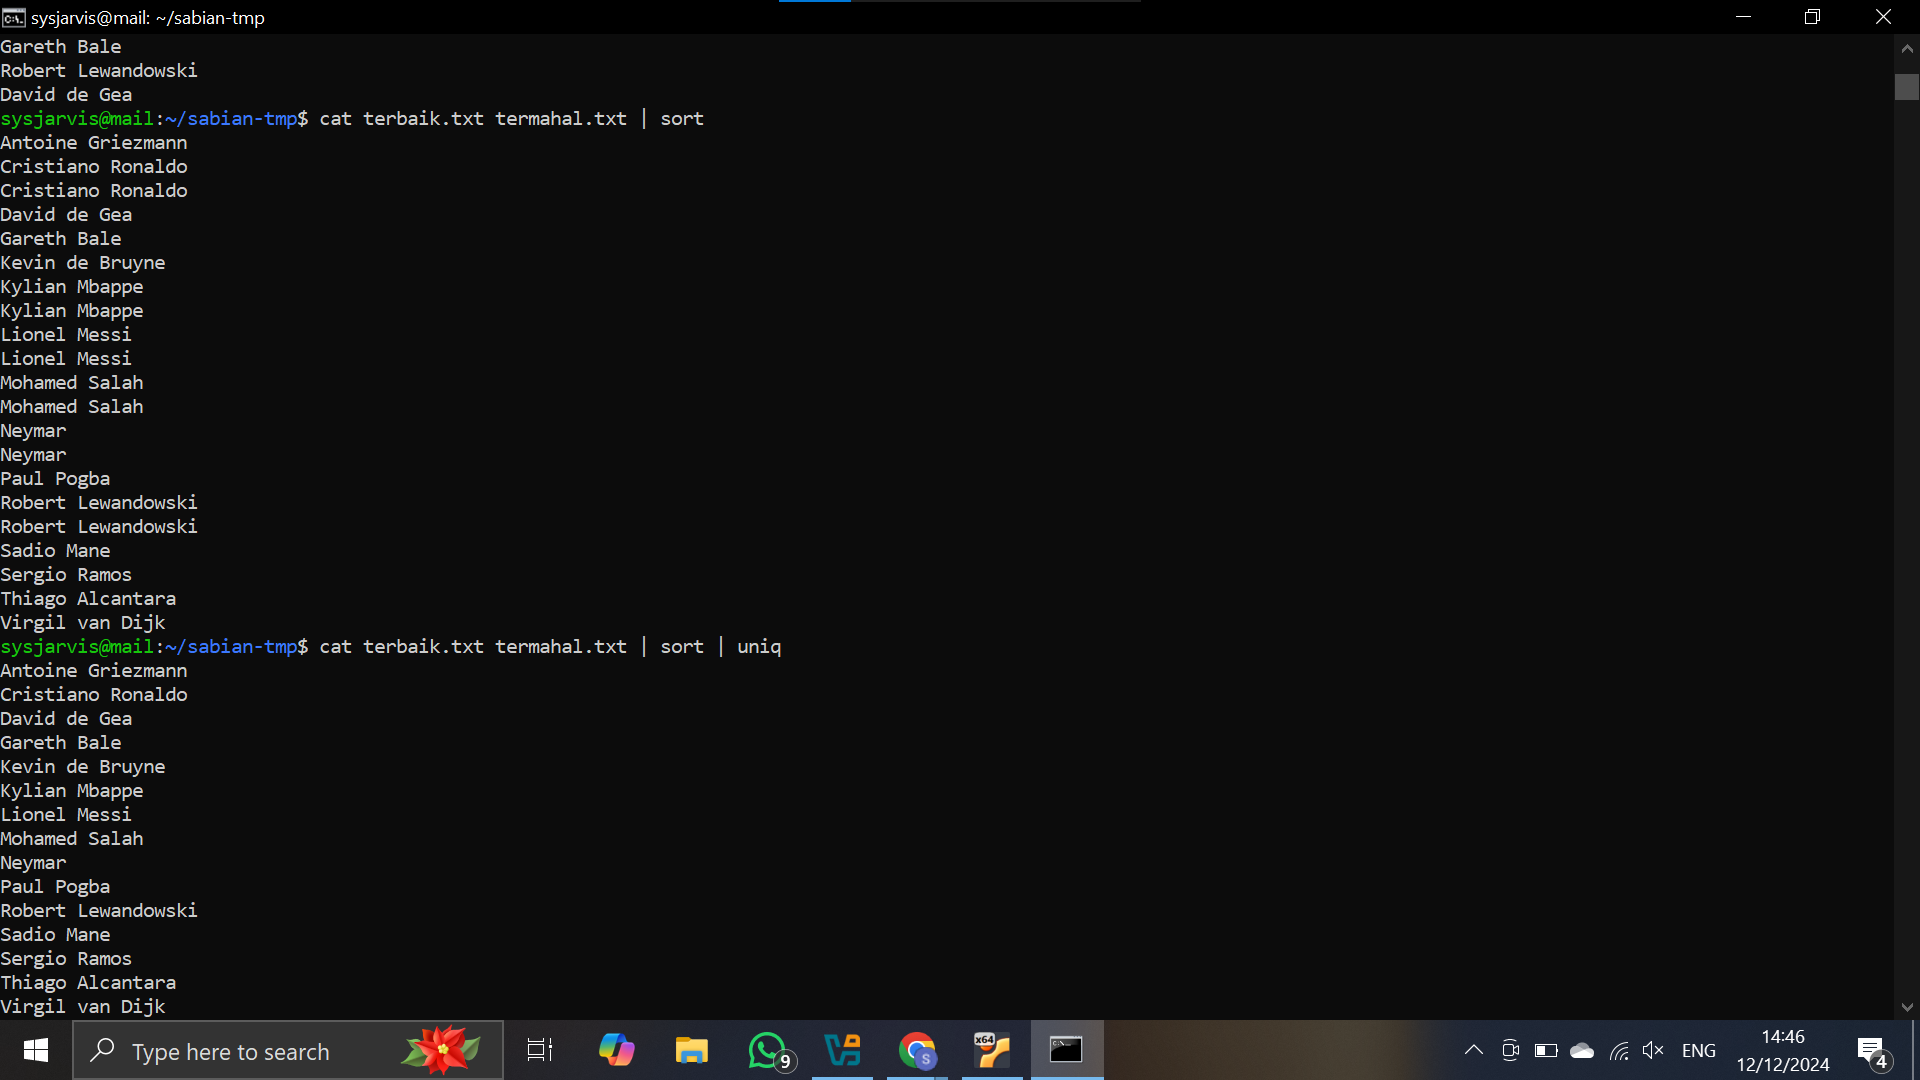 sysjarvis@mail: ~/sabian-tmp
Gareth Bale
Robert Lewandowski
David de Gea
sysjarvis@mail:~/sabian-tmp$ cat terbaik.txt termahal.txt | sort
Antoine Griezmann
Cristiano Ronaldo
Cristiano Ronaldo
David de Gea
Gareth Bale
Kevin de Bruyne
Kylian Mbappe
Kylian Mbappe
Lionel Messi
Lionel Messi
Mohamed Salah
Mohamed Salah
Neymar
Neymar
Paul Pogba
Robert Lewandowski
Robert Lewandowski
Sadio Mane
Sergio Ramos
Thiago Alcantara
Virgil van Dijk
sysjarvis@mail:~/sabian-tmp$ cat terbaik.txt termahal.txt | sort | uniq
Antoine Griezmann
Cristiano Ronaldo
David de Gea
Gareth Bale
Kevin de Bruyne
Kylian Mbappe
Lionel Messi
Mohamed Salah
Neymar
Paul Pogba
Robert Lewandowski
Sadio Mane
Sergio Ramos
Thiago Alcantara
Virgil van Dijk
Type here to search
9
S
x64
C:\.
ENG
14:46
12/12/2024
4